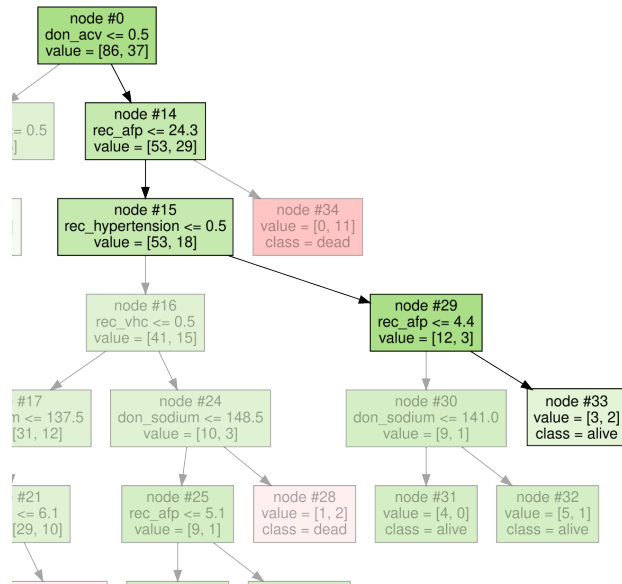 node #0
don_acv <= 0.5
value = [86, 37]
= 0.5
]
node #14
rec_afp <= 24.3
value = [53, 29]
]
node #15
rec_hypertension <= 0.5
value = [53, 18]
node #34
value = [0, 11]
class = dead
node #16
rec_vhc <= 0.5
value = [41, 15]
node #29
rec_afp <= 4.4
value = [12, 3]
#17
m <= 137.5
[31, 12]
node #24
don_sodium <= 148.5
value = [10, 3]
node #30
don_sodium <= 141.0
value = [9, 1]
node #33
value = [3, 2]
class = alive
#21
<= 6.1
[29, 10]
node #25
rec_afp <= 5.1
value = [9, 1]
node #28
value = [1, 2]
class = dead
node #31
value = [4, 0]
class = alive
node #32
value = [5, 1]
class = alive